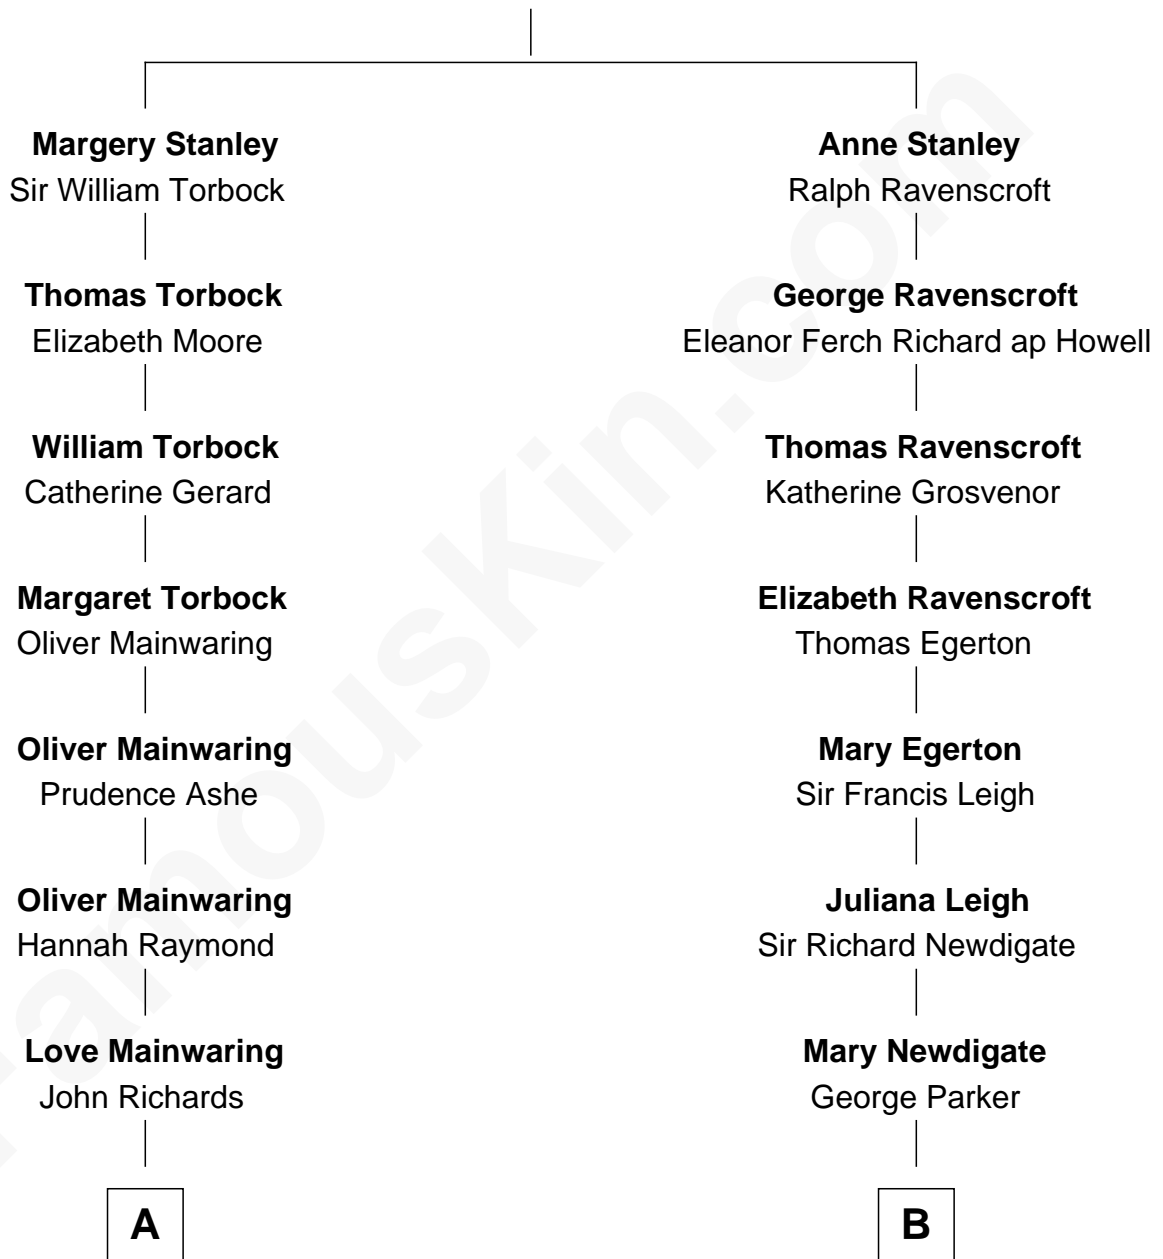 Margery Stanley
Sir William Torbock
Thomas Torbock
Elizabeth Moore
William Torbock
Catherine Gerard
Margaret Torbock
Oliver Mainwaring
Oliver Mainwaring
Prudence Ashe
Oliver Mainwaring
Hannah Raymond
Love Mainwaring
John Richards
A
Anne Stanley
Ralph Ravenscroft
George Ravenscroft
Eleanor Ferch Richard ap Howell
Thomas Ravenscroft
Katherine Grosvenor
Elizabeth Ravenscroft
Thomas Egerton
Mary Egerton
Sir Francis Leigh
Juliana Leigh
Sir Richard Newdigate
Mary Newdigate
George Parker
B
FamousKin.com